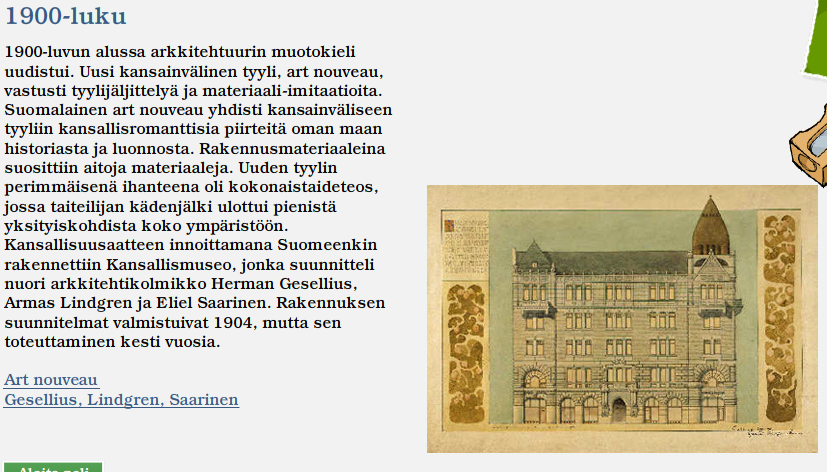 1900-luku
1900-luvun alussa arkkitehtuurin muotokieli
uudistui. Uusi kansainvälinen tyyli, art nouveau,
vastusti tyylijäljittelyä ja materiaali-imitaatioita.
Suomalainen art nouveau yhdisti kansainväliseen
tyyliin kansallisromanttisia piirteitä oman maan
historiasta ja luonnosta. Rakennusmateriaaleina
suosittiin aitoja materiaaleja. Uuden tyylin
perimmäisenä ihanteena oli kokonaistaideteos,
jossa taiteilijan kädenjälki ulottui pienistä
yksityiskohdista koko ympäristöön.
Kansallisuusaatteen innoittamana Suomeenkin
rakennettiin Kansallismuseo, jonka suunnitteli
nuori arkkitehtikolmikko Herman Gesellius,
Armas Lindgren ja Eliel Saarinen. Rakennuksen
suunnitelmat valmistuivat 1904, mutta sen
toteuttaminen kesti vuosia.
Art nouveau
Gesellius, Lindgren, Saarinen
Aloita peli